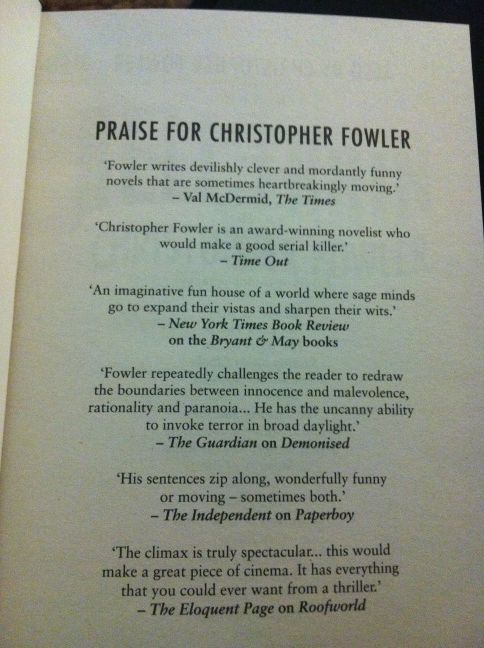 PRAISE FOR CHRISTOPHER FOWLER
‘Fowler writes devilishly clever and mordantly funny
novels that are sometimes heartbreakingly moving.’
– Val McDermid, The Times
‘Christopher Fowler is an award-winning novelist who
would make a good serial killer.’
– Time Out
‘An imaginative fun house of a world where sage minds
go to expand their vistas and sharpen their wits.’
– New York Times Book Review
on the Bryant & May books
‘Fowler repeatedly challenges the reader to redraw
the boundaries between innocence and malevolence,
rationality and paranoia... He has the uncanny ability
to invoke terror in broad daylight.’
– The Guardian on Demonised
‘His sentences zip along, wonderfully funny
or moving – sometimes both.’
– The Independent on Paperboy
‘The climax is truly spectacular... this would
make a great piece of cinema. It has everything
that you could ever want from a thriller.’
– The Eloquent Page on Roofworld